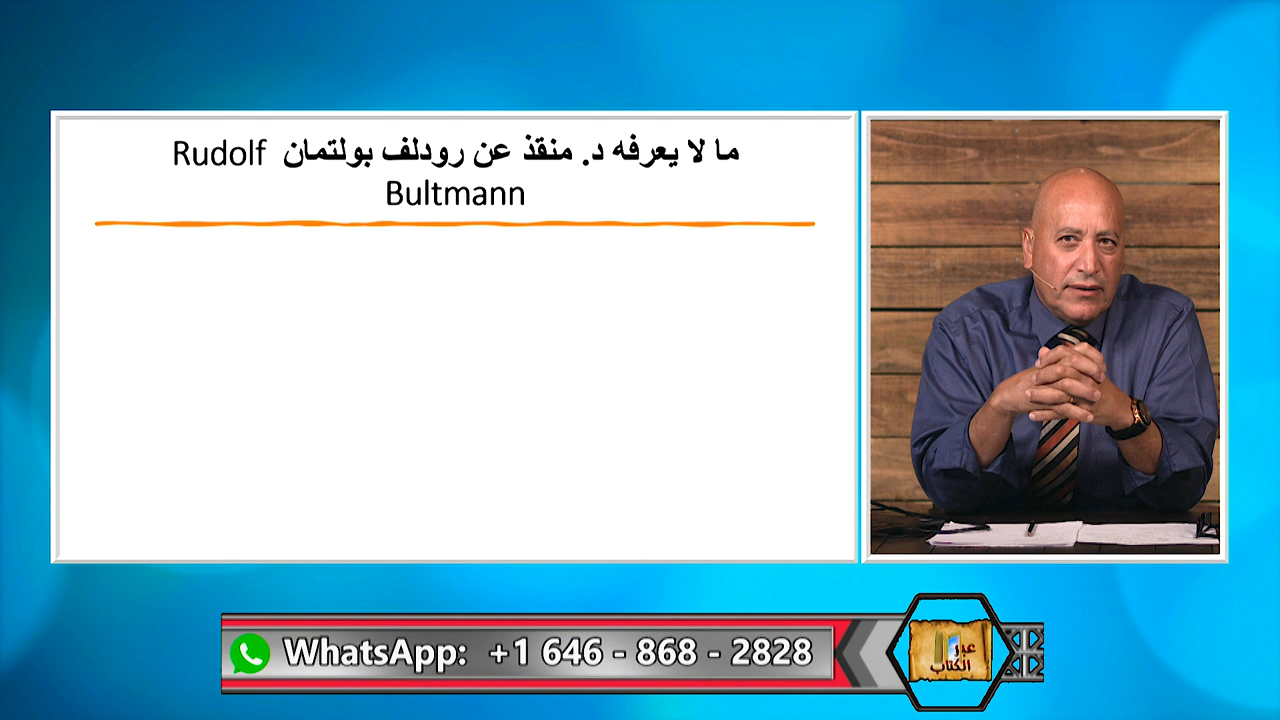 ما لا يعرفه د. منقذ عن رودلف بولتمان Rudolf
Bultmann
WhatsApp: +1 646 - 868 - 2828
عبر
الكتاب